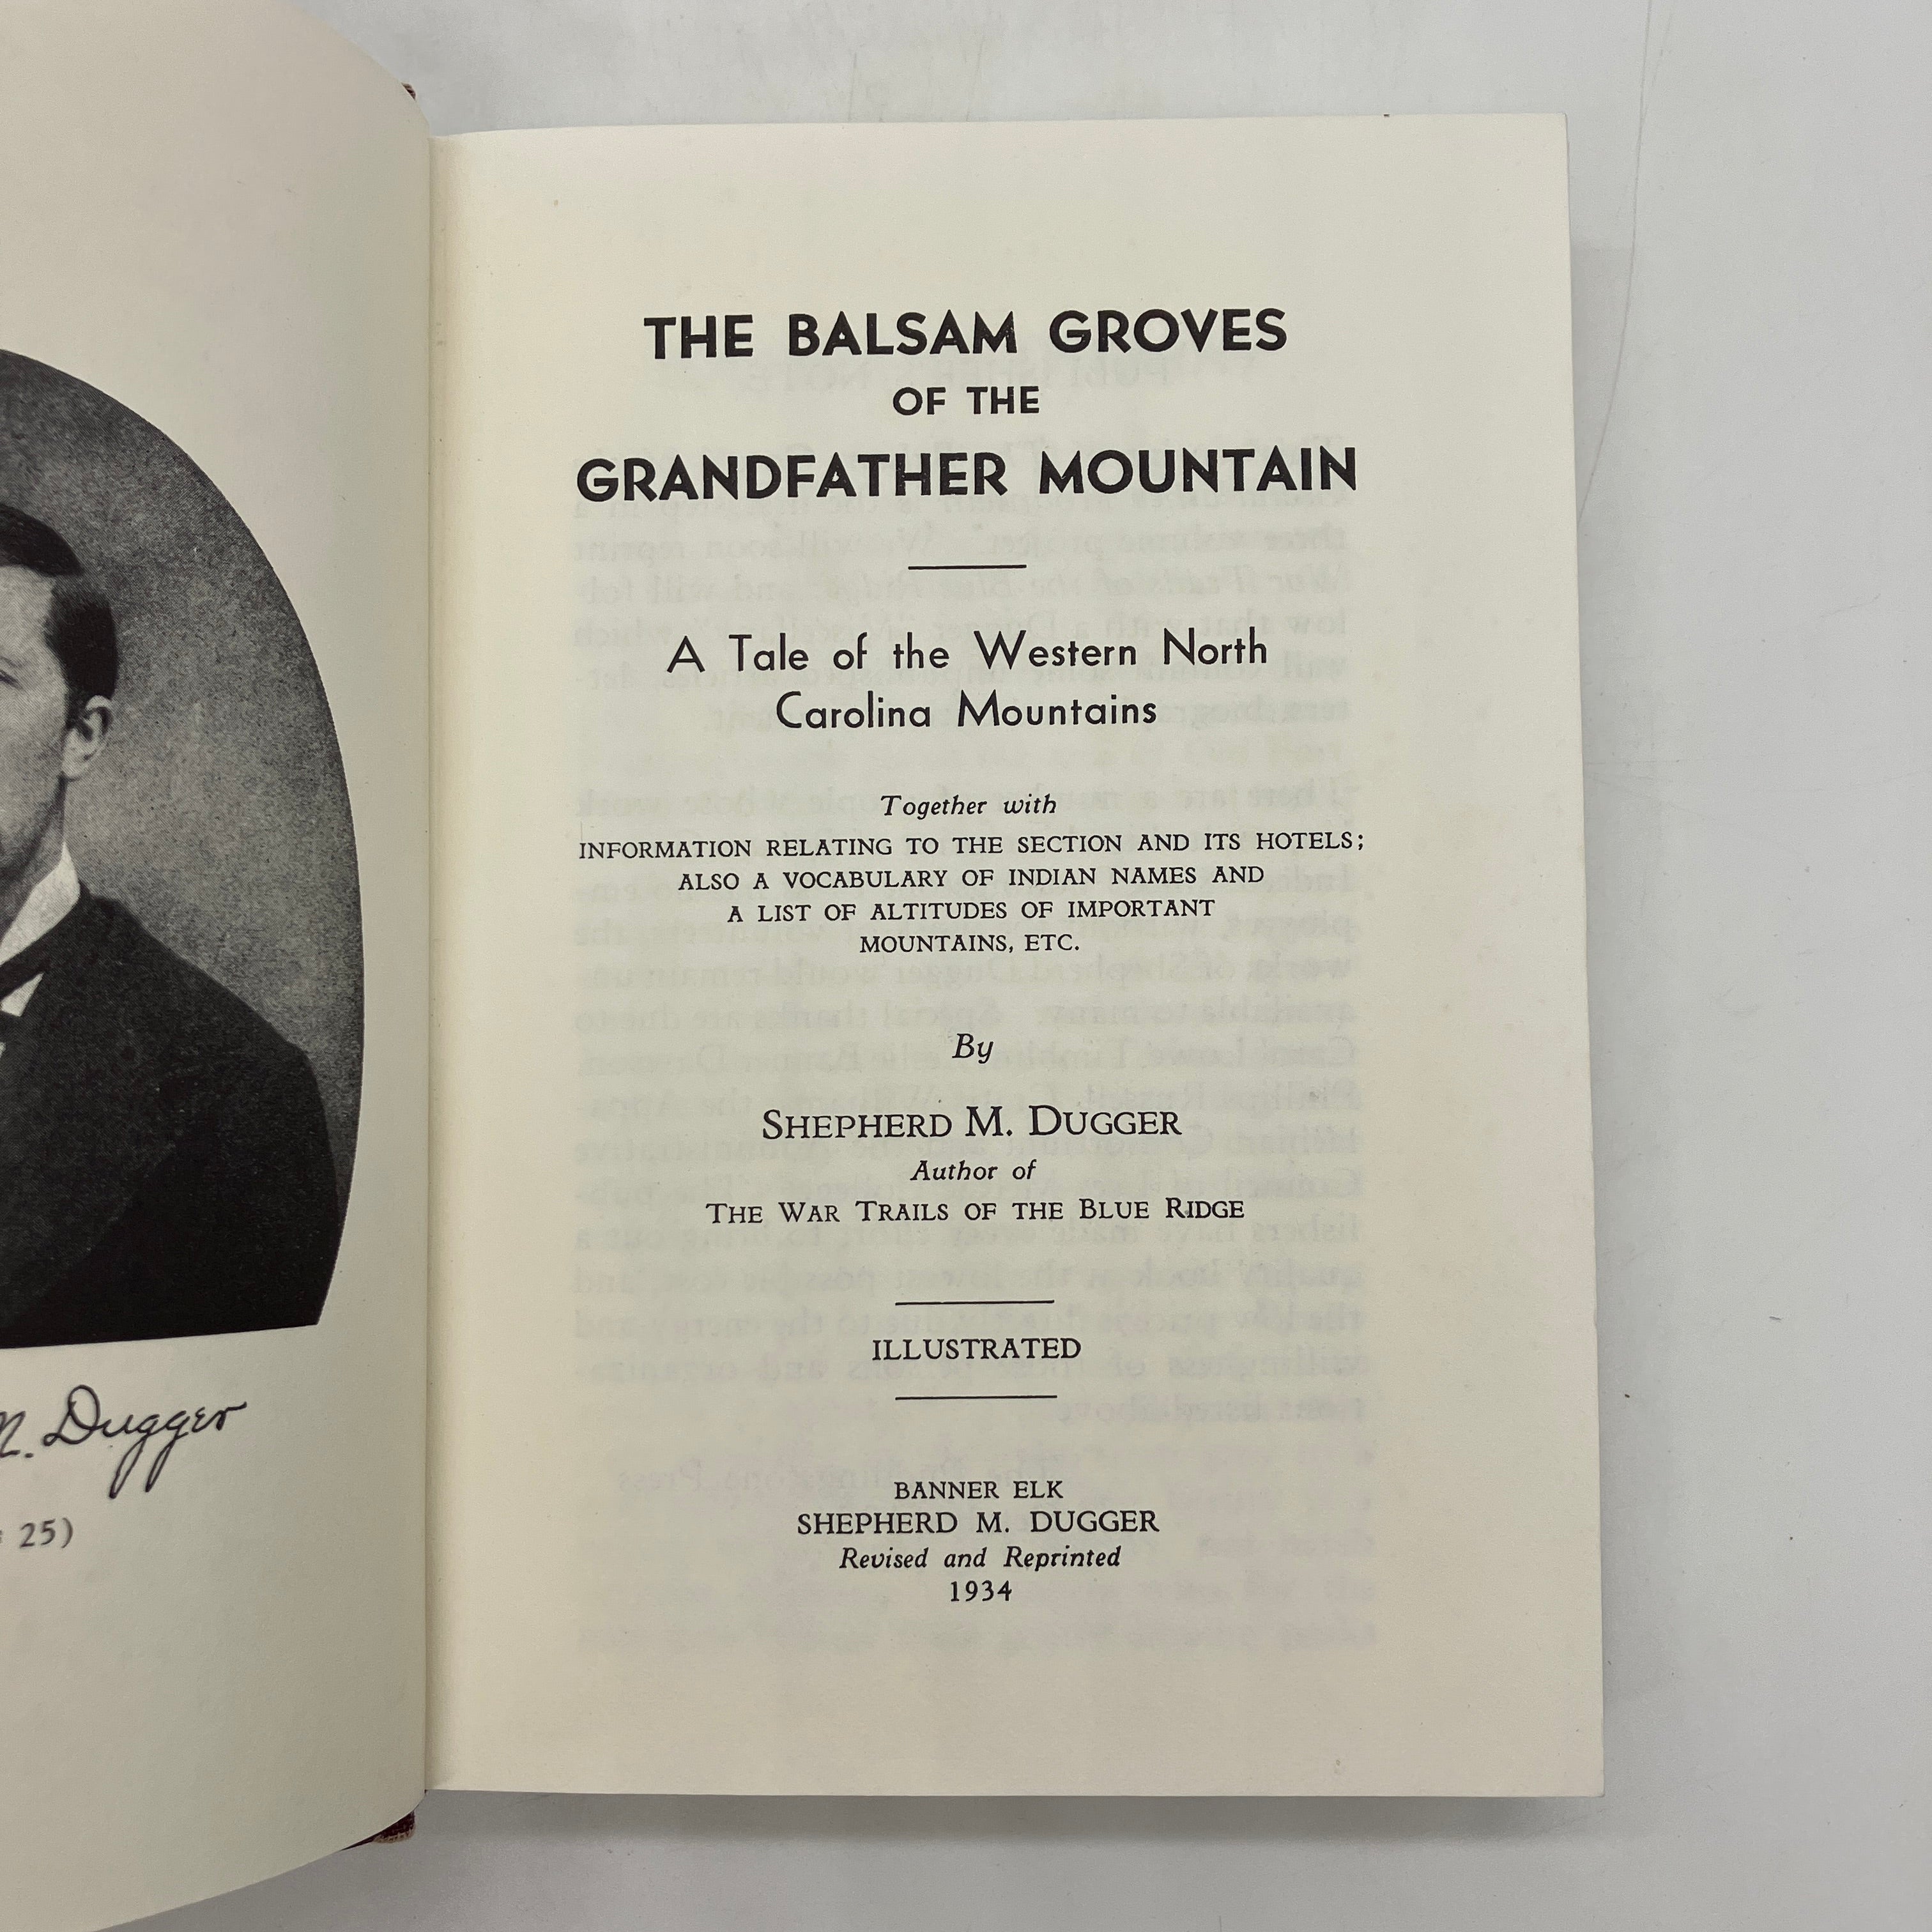 M. Dugger
25)
THE BALSAM GROVES
OF THE
GRANDFATHER MOUNTAIN
A Tale of the Western North
Carolina Mountains
Together with
INFORMATION RELATING TO THE SECTION AND ITS HOTELS;
ALSO A VOCABULARY OF INDIAN NAMES AND
A LIST OF ALTITUDES OF IMPORTANT
MOUNTAINS, ETC.
By
SHEPHERD M. DUGGER
Author of
THE WAR TRAILS OF THE BLUE RIDGE
ILLUSTRATED
BANNER ELK
SHEPHERD M. DUGGER
Revised and Reprinted
1934